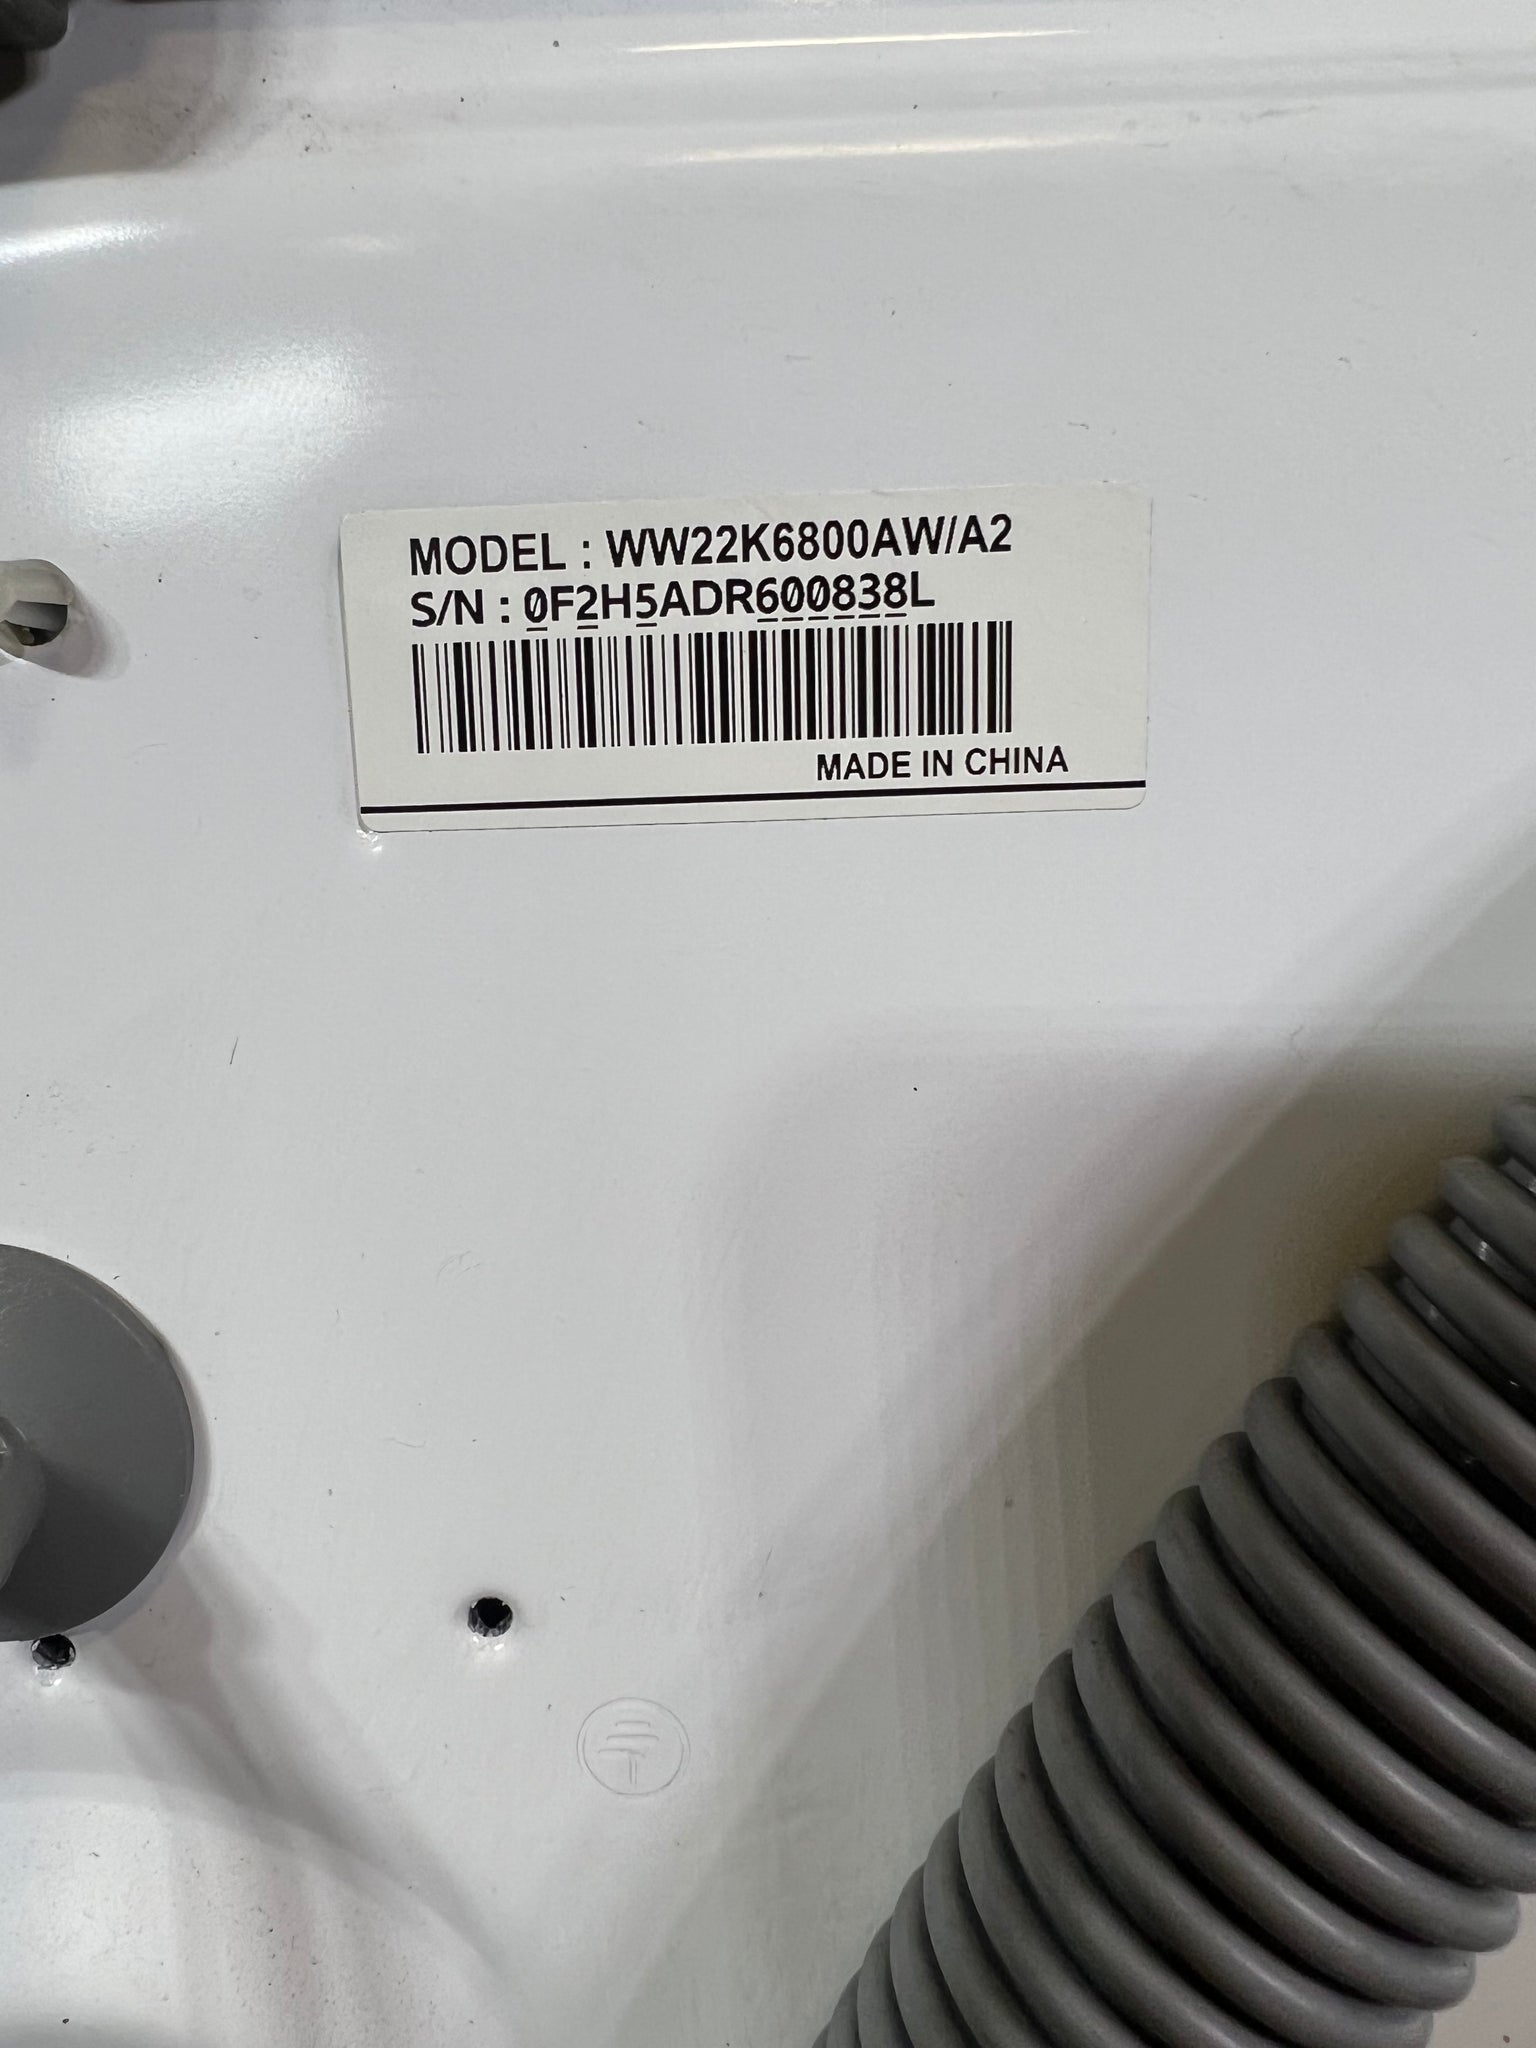 MODEL : WW22K6800AW/A2
S/N : 0F2H5ADR600838L
MADE IN CHINA